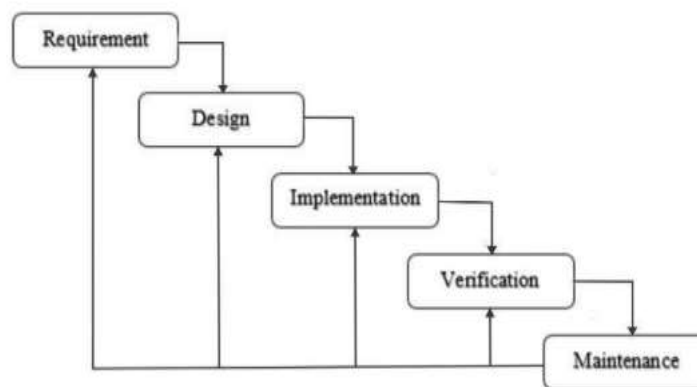 Requirement
Design
Implementation
Verification
Maintenance